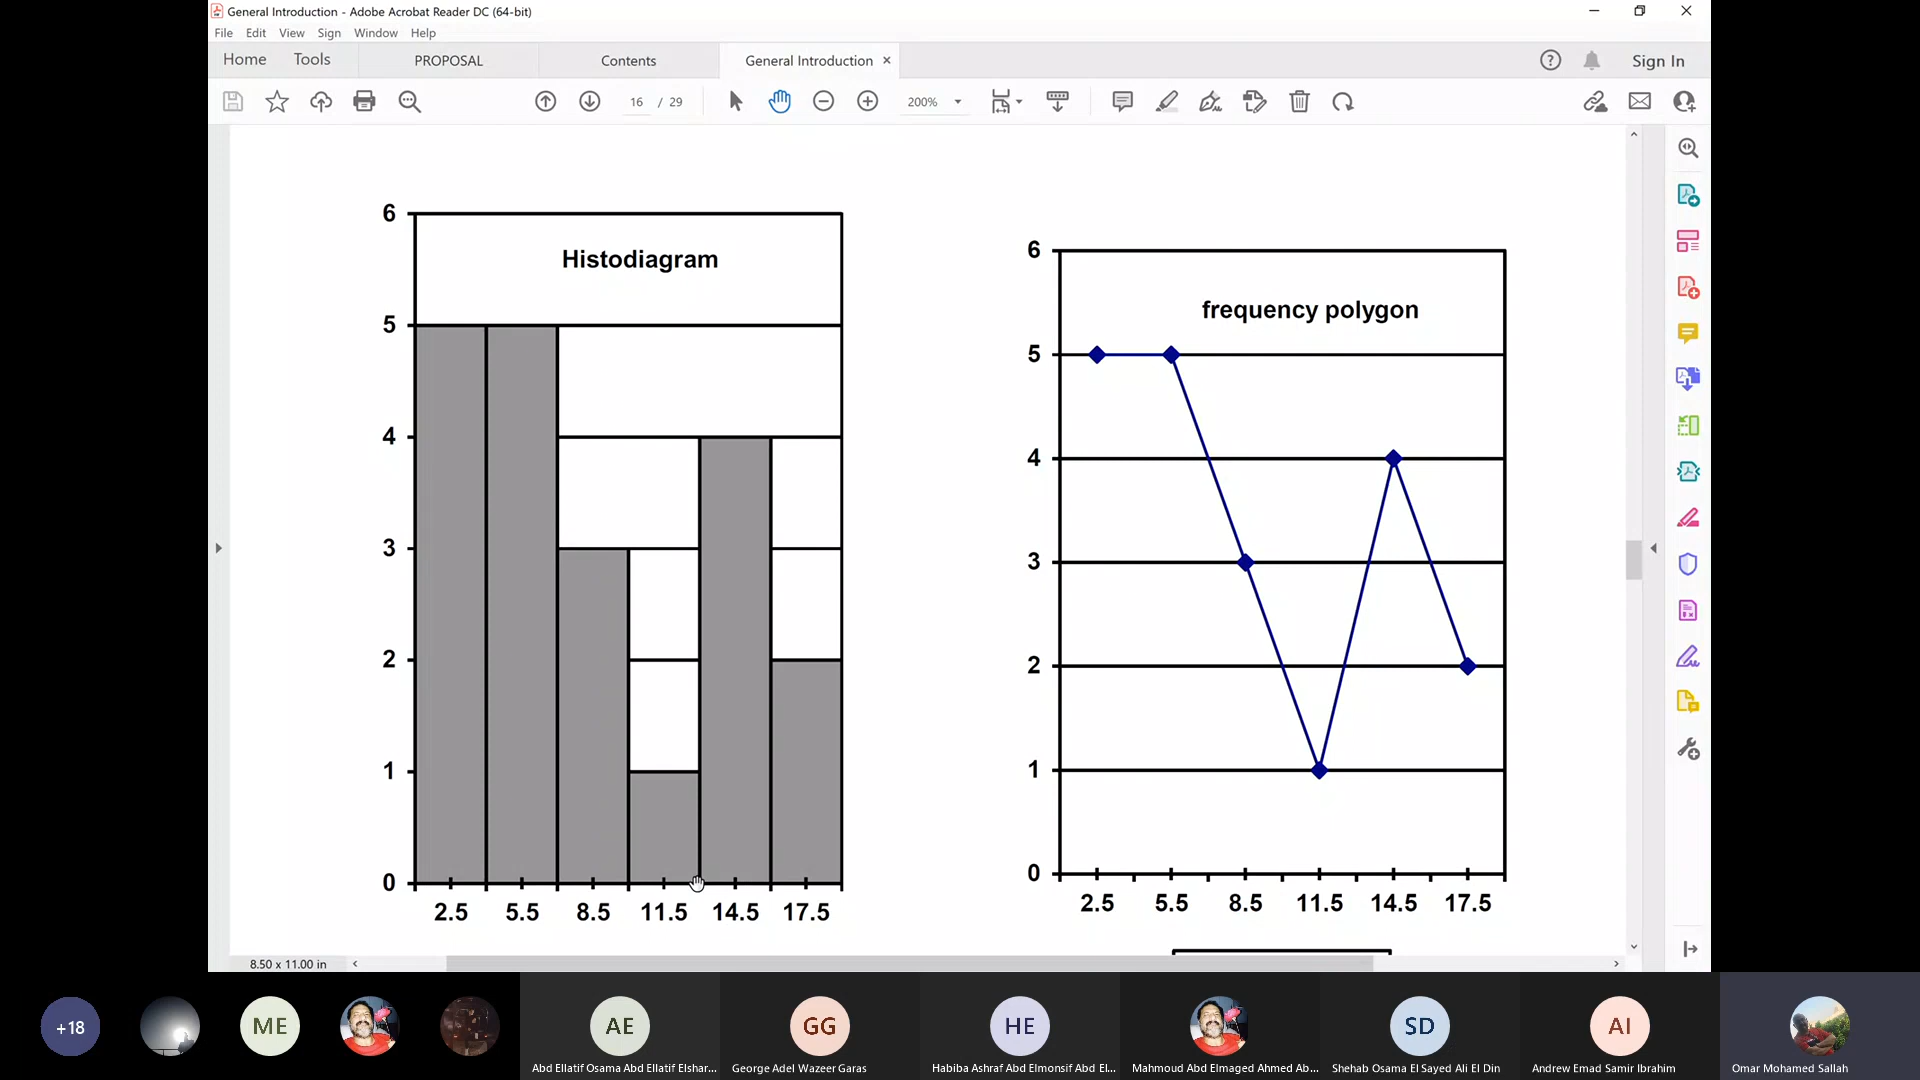 General Introduction - Adobe Acrobat Reader DC (64-bit)
File Edit View Sign Window Help
Home Tools PROPOSAL Contents General Introduction Sign In
16 / 29 200%
Histodiagram
6
5
4
3
2
1
0
2.5 5.5 8.5 11.5 14.5 17.5
frequency polygon
6
5
4
3
2
1
0
2.5 5.5 8.5 11.5 14.5 17.5
8.50 x 11.00 in
+18 ME AE GG HE SD AI
Abd Ellatif Osama Abd Ellatif Elshar... George Adel Wazeer Garas Habiba Ashraf Abd Elmonsif Abd El... Mahmoud Abd Elmaged Ahmed Ab... Shehab Osama El Sayed Ali El Din Andrew Emad Samir Ibrahim Omar Mohamed Sallah